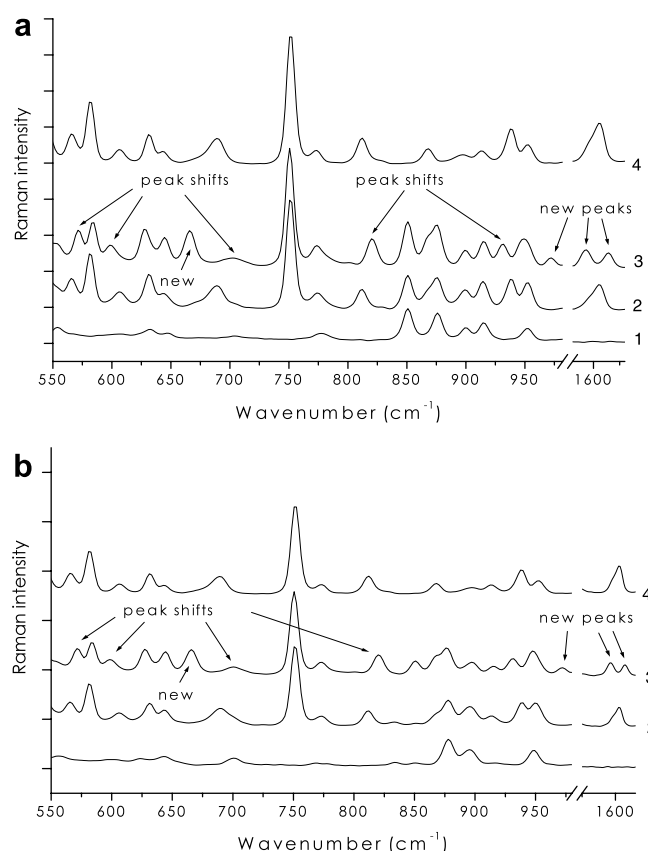 a
Raman intensity
4
peak shifts
peak shifts
new peaks
3
new
2
1
550 600 650 700 750 800 850 900 950 1600
Wavenumber (cm⁻¹)
b
Raman intensity
4
peak shifts
new peaks
new
550 600 650 700 750 800 850 900 950 1600
Wavenumber (cm⁻¹)